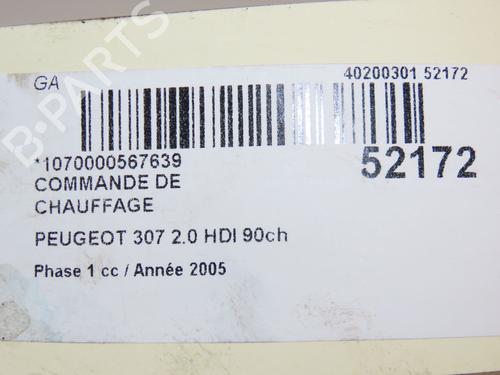 GA
40200301 52172
*1070000567639
52172
COMMANDE DE
CHAUFFAGE
PEUGEOT 307 2.0 HDI 90ch
Phase 1 cc / Année 2005
B-PARTS